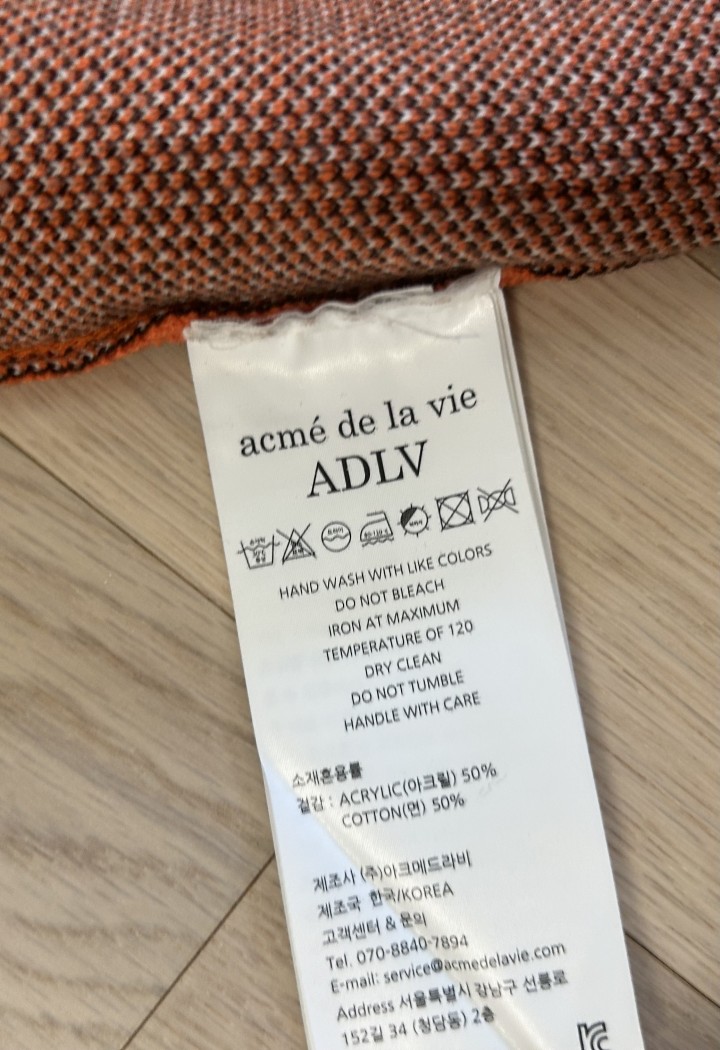 acmé de la vie
ADLV
HAND WASH WITH LIKE COLORS
DO NOT BLEACH
IRON AT MAXIMUM
TEMPERATURE OF 120
DRY CLEAN
DO NOT TUMBLE
HANDLE WITH CARE
소재혼용률
겉감 : ACRYLIC(아크릴) 50%
COTTON(면) 50%
제조사 (주)아크메드라비
제조국 한국/KOREA
고객센터 & 문의
Tel. 070-8840-7894
E-mail: service@acmedelavie.com
Address 서울특별시 강남구 선릉로
152길 34 (청담동) 2층